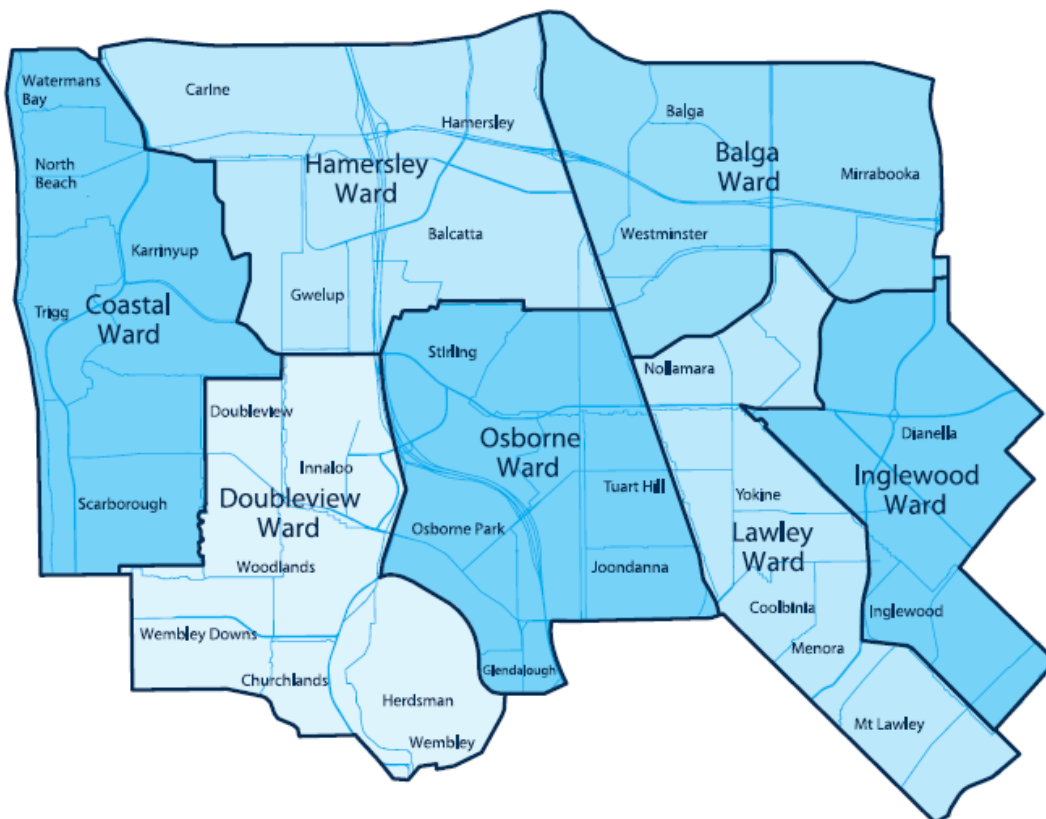 Watermans
Bay
North
Beach
Karrinyup
Trigg
Coastal
Ward
Scarborough
Carine
Hamersley
Hamersley
Ward
Balcatta
Gwelup
Balga
Balga
Ward
Mirrabooka
Westminster
Nollamara
Stirling
Osborne
Ward
Tuart Hill
Osborne Park
Joondanna
Glendalough
Doubleview
Innaloo
Doubleview
Ward
Woodlands
Wembley Downs
Churchlands
Herdsman
Wembley
Dianella
Inglewood
Ward
Inglewood
Yokine
Lawley
Ward
Coolbinia
Menora
Mt Lawley